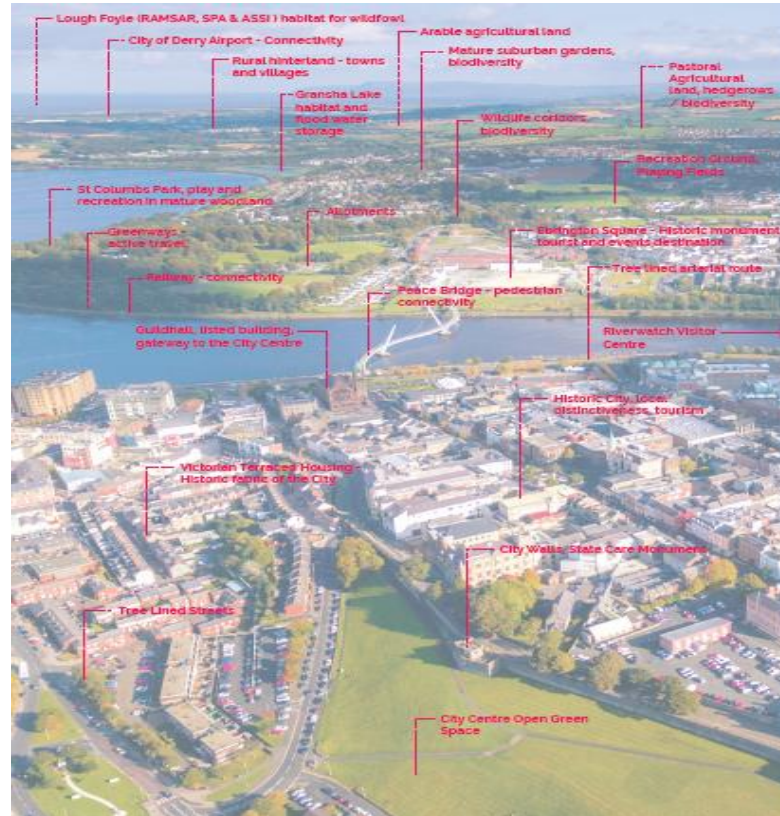 Lough Foyle (RAMSAR, SPA & ASSI ) habitat for wildfowl
City of Derry Airport - Connectivity
Rural hinterland - towns
and villages
Gransha Lake
habitat and
flood water
storage
Arable agricultural land
Mature suburban gardens,
biodiversity
Pastoral
Agricultural
land, hedgerows
/ biodiversity
Wildlife coridors
biodiversity
Recreation Ground,
Playing Fields
St Columbs Park, play and
recreation in mature woodland
Greenways -
active travel
Allotments
Ebrington Square - Historic monument
tourist and events destination
Railway - connectivity
Tree lined arterial route
Peace Bridge - pedestrian
connectivity
Guildhall, listed building,
gateway to the City Centre
Riverwatch Visitor
Centre
Historic City, local
distinctiveness, tourism
Victorian Terraced Housing -
Historic fabric of the City
City Walls, State Care Monument
Tree Lined Streets
City Centre Open Green
Space